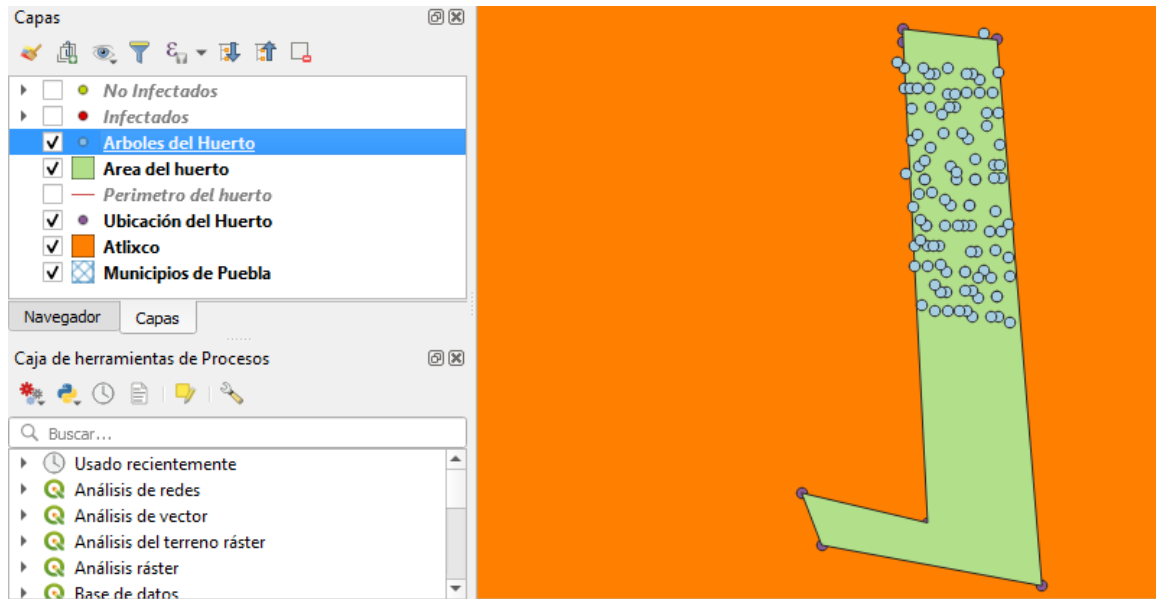 Capas
No Infectados
Infectados
Arboles del Huerto
Area del huerto
Perimetro del huerto
Ubicación del Huerto
Atlixco
Municipios de Puebla
Navegador Capas
Caja de herramientas de Procesos
Buscar...
Usado recientemente
Análisis de redes
Análisis de vector
Análisis del terreno ráster
Análisis ráster
Base de datos